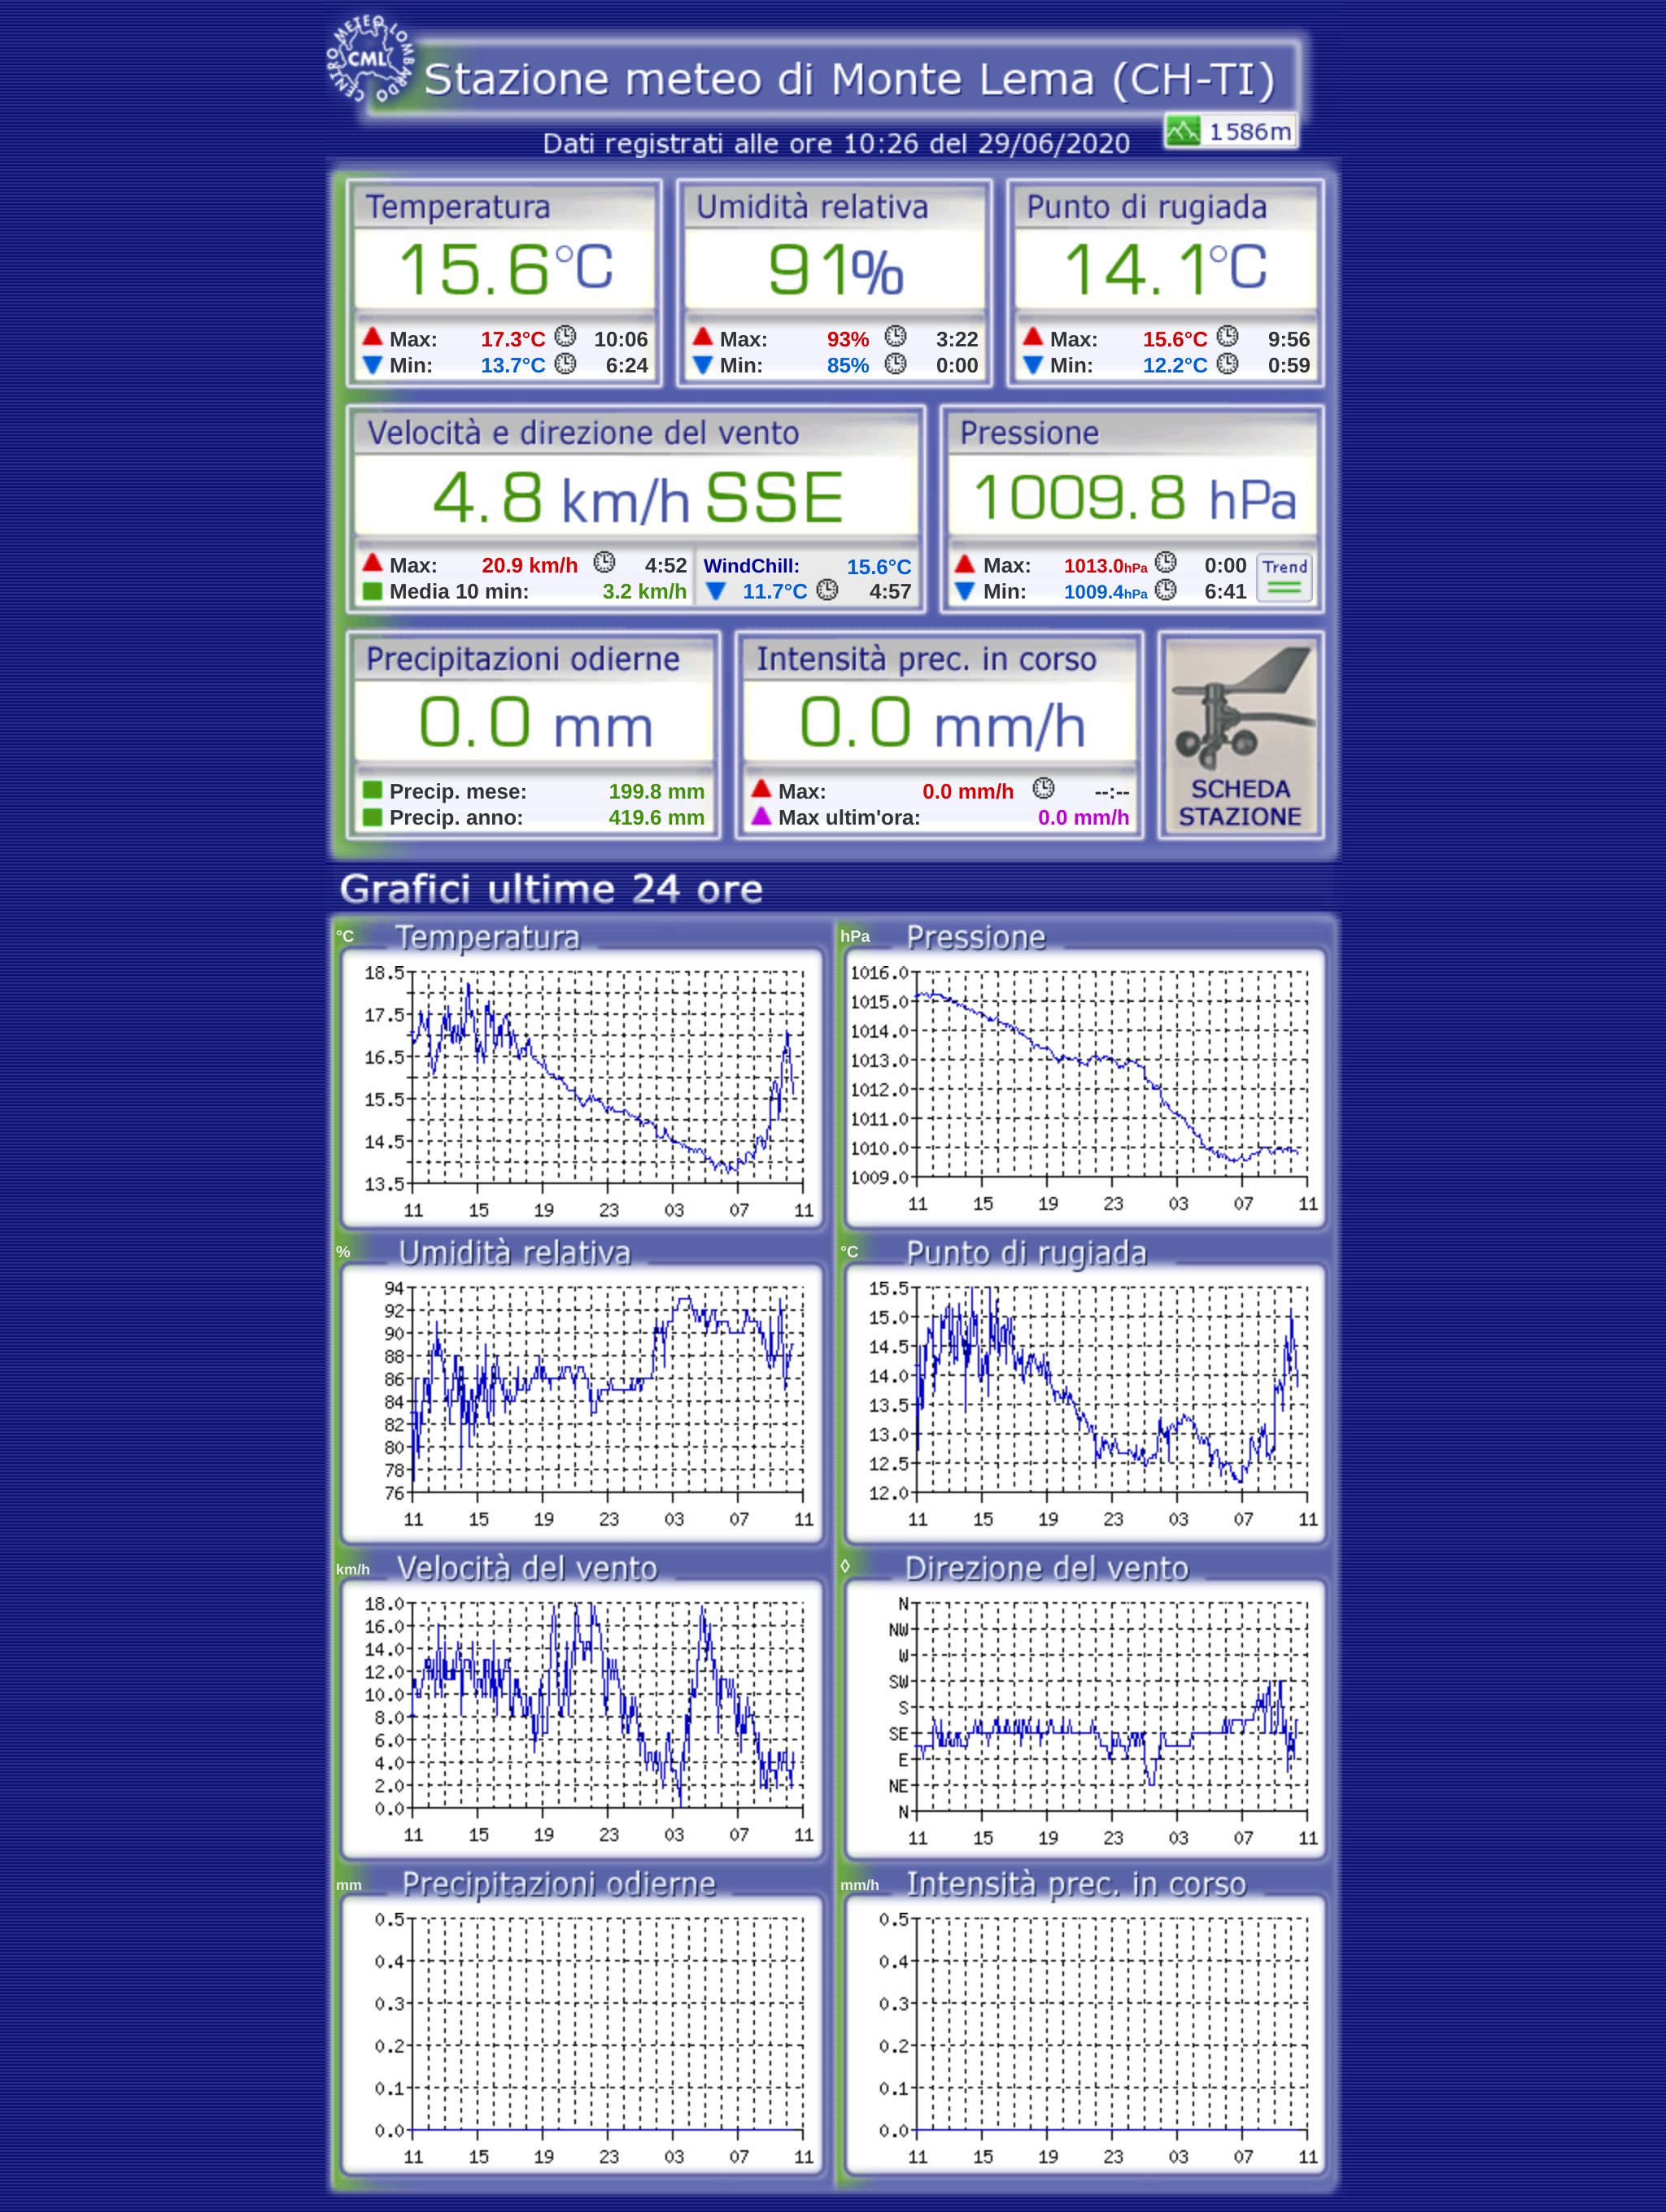 CENTRO METEO LOMBARDO
CML
Stazione meteo di Monte Lema (CH-TI)
Dati registrati alle ore 10:26 del 29/06/2020
1586m
Temperatura
15.6°C
Max: 17.3°C 10:06
Min: 13.7°C 6:24
Umidità relativa
91%
Max: 93% 3:22
Min: 85% 0:00
Punto di rugiada
14.1°C
Max: 15.6°C 9:56
Min: 12.2°C 0:59
Velocità e direzione del vento
4.8 km/h SSE
Max: 20.9 km/h 4:52
Media 10 min: 3.2 km/h
WindChill: 15.6°C
11.7°C 4:57
Pressione
1009.8 hPa
Max: 1013.0hPa 0:00
Min: 1009.4hPa 6:41
Trend
Precipitazioni odierne
0.0 mm
Precip. mese: 199.8 mm
Precip. anno: 419.6 mm
Intensità prec. in corso
0.0 mm/h
Max: 0.0 mm/h --:--
Max ultim'ora: 0.0 mm/h
SCHEDA
STAZIONE
Grafici ultime 24 ore
°C Temperatura
18.5
17.5
16.5
15.5
14.5
13.5
11 15 19 23 03 07 11
hPa Pressione
1016.0
1015.0
1014.0
1013.0
1012.0
1011.0
1010.0
1009.0
11 15 19 23 03 07 11
% Umidità relativa
94
92
90
88
86
84
82
80
78
76
11 15 19 23 03 07 11
°C Punto di rugiada
15.5
15.0
14.5
14.0
13.5
13.0
12.5
12.0
11 15 19 23 03 07 11
km/h Velocità del vento
18.0
16.0
14.0
12.0
10.0
8.0
6.0
4.0
2.0
0.0
11 15 19 23 03 07 11
◊ Direzione del vento
N
NW
W
SW
S
SE
E
NE
N
11 15 19 23 03 07 11
mm Precipitazioni odierne
0.5
0.4
0.3
0.2
0.1
0.0
11 15 19 23 03 07 11
mm/h Intensità prec. in corso
0.5
0.4
0.3
0.2
0.1
0.0
11 15 19 23 03 07 11